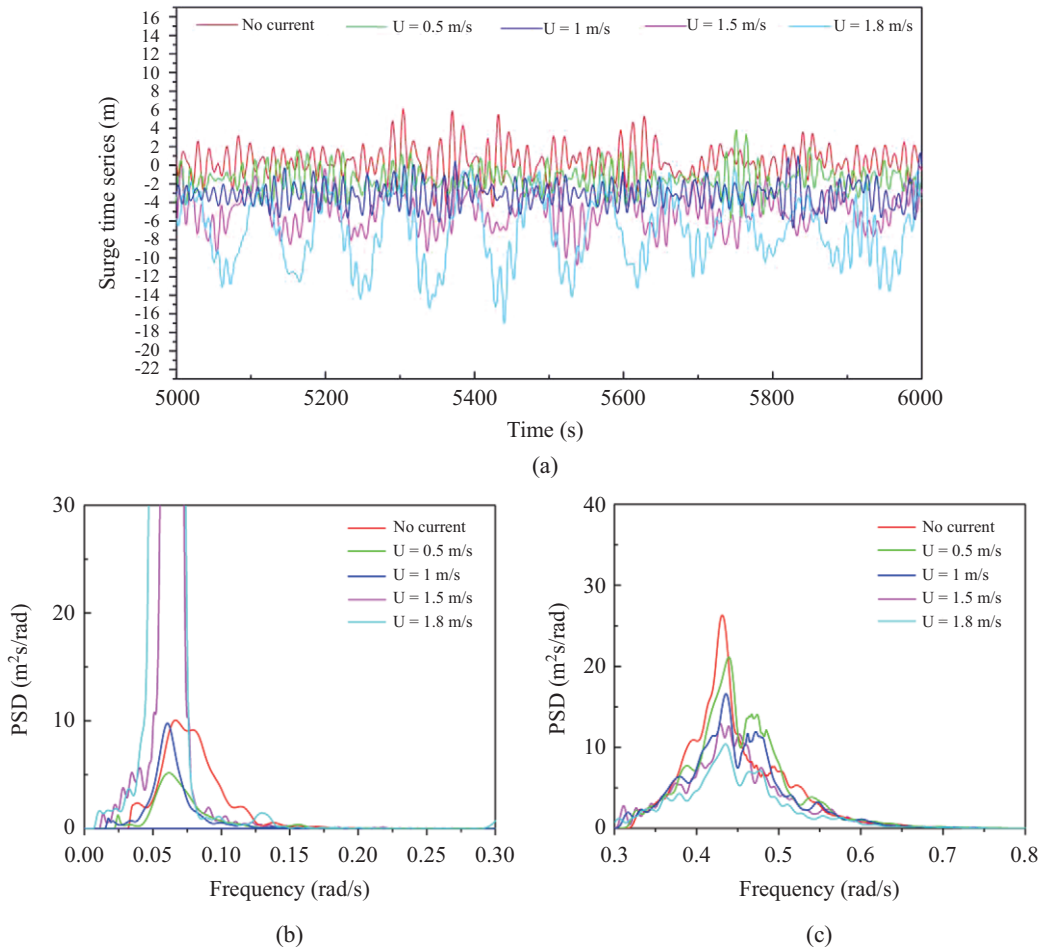 No current U = 0.5 m/s U = 1 m/s U = 1.5 m/s U = 1.8 m/s
16
14
12
10
8
6
4
2
0
-2
-4
-6
-8
-10
-12
-14
-16
-18
-20
-22
Surge time series (m)
5000 5200 5400 5600 5800 6000
Time (s)
(a)
30
20
10
0
PSD (m²s/rad)
No current
U = 0.5 m/s
U = 1 m/s
U = 1.5 m/s
U = 1.8 m/s
0.00 0.05 0.10 0.15 0.20 0.25 0.30
Frequency (rad/s)
(b)
40
30
20
10
0
PSD (m²s/rad)
No current
U = 0.5 m/s
U = 1 m/s
U = 1.5 m/s
U = 1.8 m/s
0.3 0.4 0.5 0.6 0.7 0.8
Frequency (rad/s)
(c)